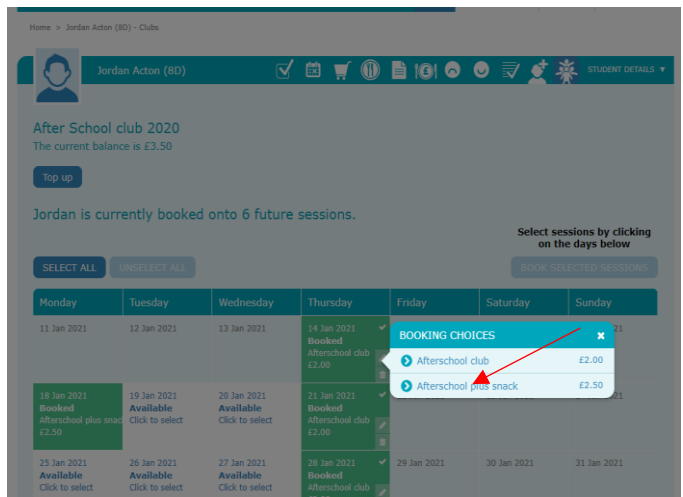 Home > Jordan Acton (8D) - Clubs
Jordan Acton (8D)
STUDENT DETAILS
After School club 2020
The current balance is £3.50
Top up
Jordan is currently booked onto 6 future sessions.
Select sessions by clicking
on the days below
SELECT ALL
UNSELECT ALL
BOOK SELECTED SESSIONS
Monday Tuesday Wednesday Thursday Friday Saturday Sunday
11 Jan 2021 12 Jan 2021 13 Jan 2021 14 Jan 2021 21
Booked
Afterschool club
£2.00
BOOKING CHOICES
Afterschool club £2.00
Afterschool plus snack £2.50
18 Jan 2021 19 Jan 2021 20 Jan 2021 21 Jan 2021 21
Booked Available Available Booked
Afterschool plus snac Click to select Click to select Afterschool club
£2.50 £2.00
25 Jan 2021 26 Jan 2021 27 Jan 2021 28 Jan 2021 29 Jan 2021 30 Jan 2021 31 Jan 2021
Available Available Available Booked
Click to select Click to select Click to select Afterschool club